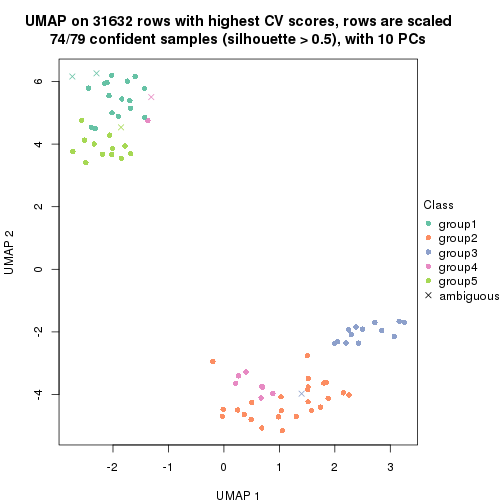 UMAP on 31632 rows with highest CV scores, rows are scaled
74/79 confident samples (silhouette > 0.5), with 10 PCs
6
4
2
0
-2
-4
UMAP 2
-2
-1
0
1
2
3
UMAP 1
Class
group1
group2
group3
group4
group5
ambiguous